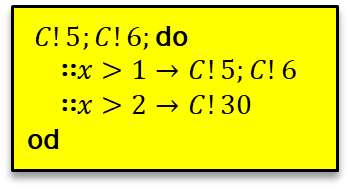 C! 5; C! 6; do
::x > 1 → C! 5; C! 6
::x > 2 → C! 30
od